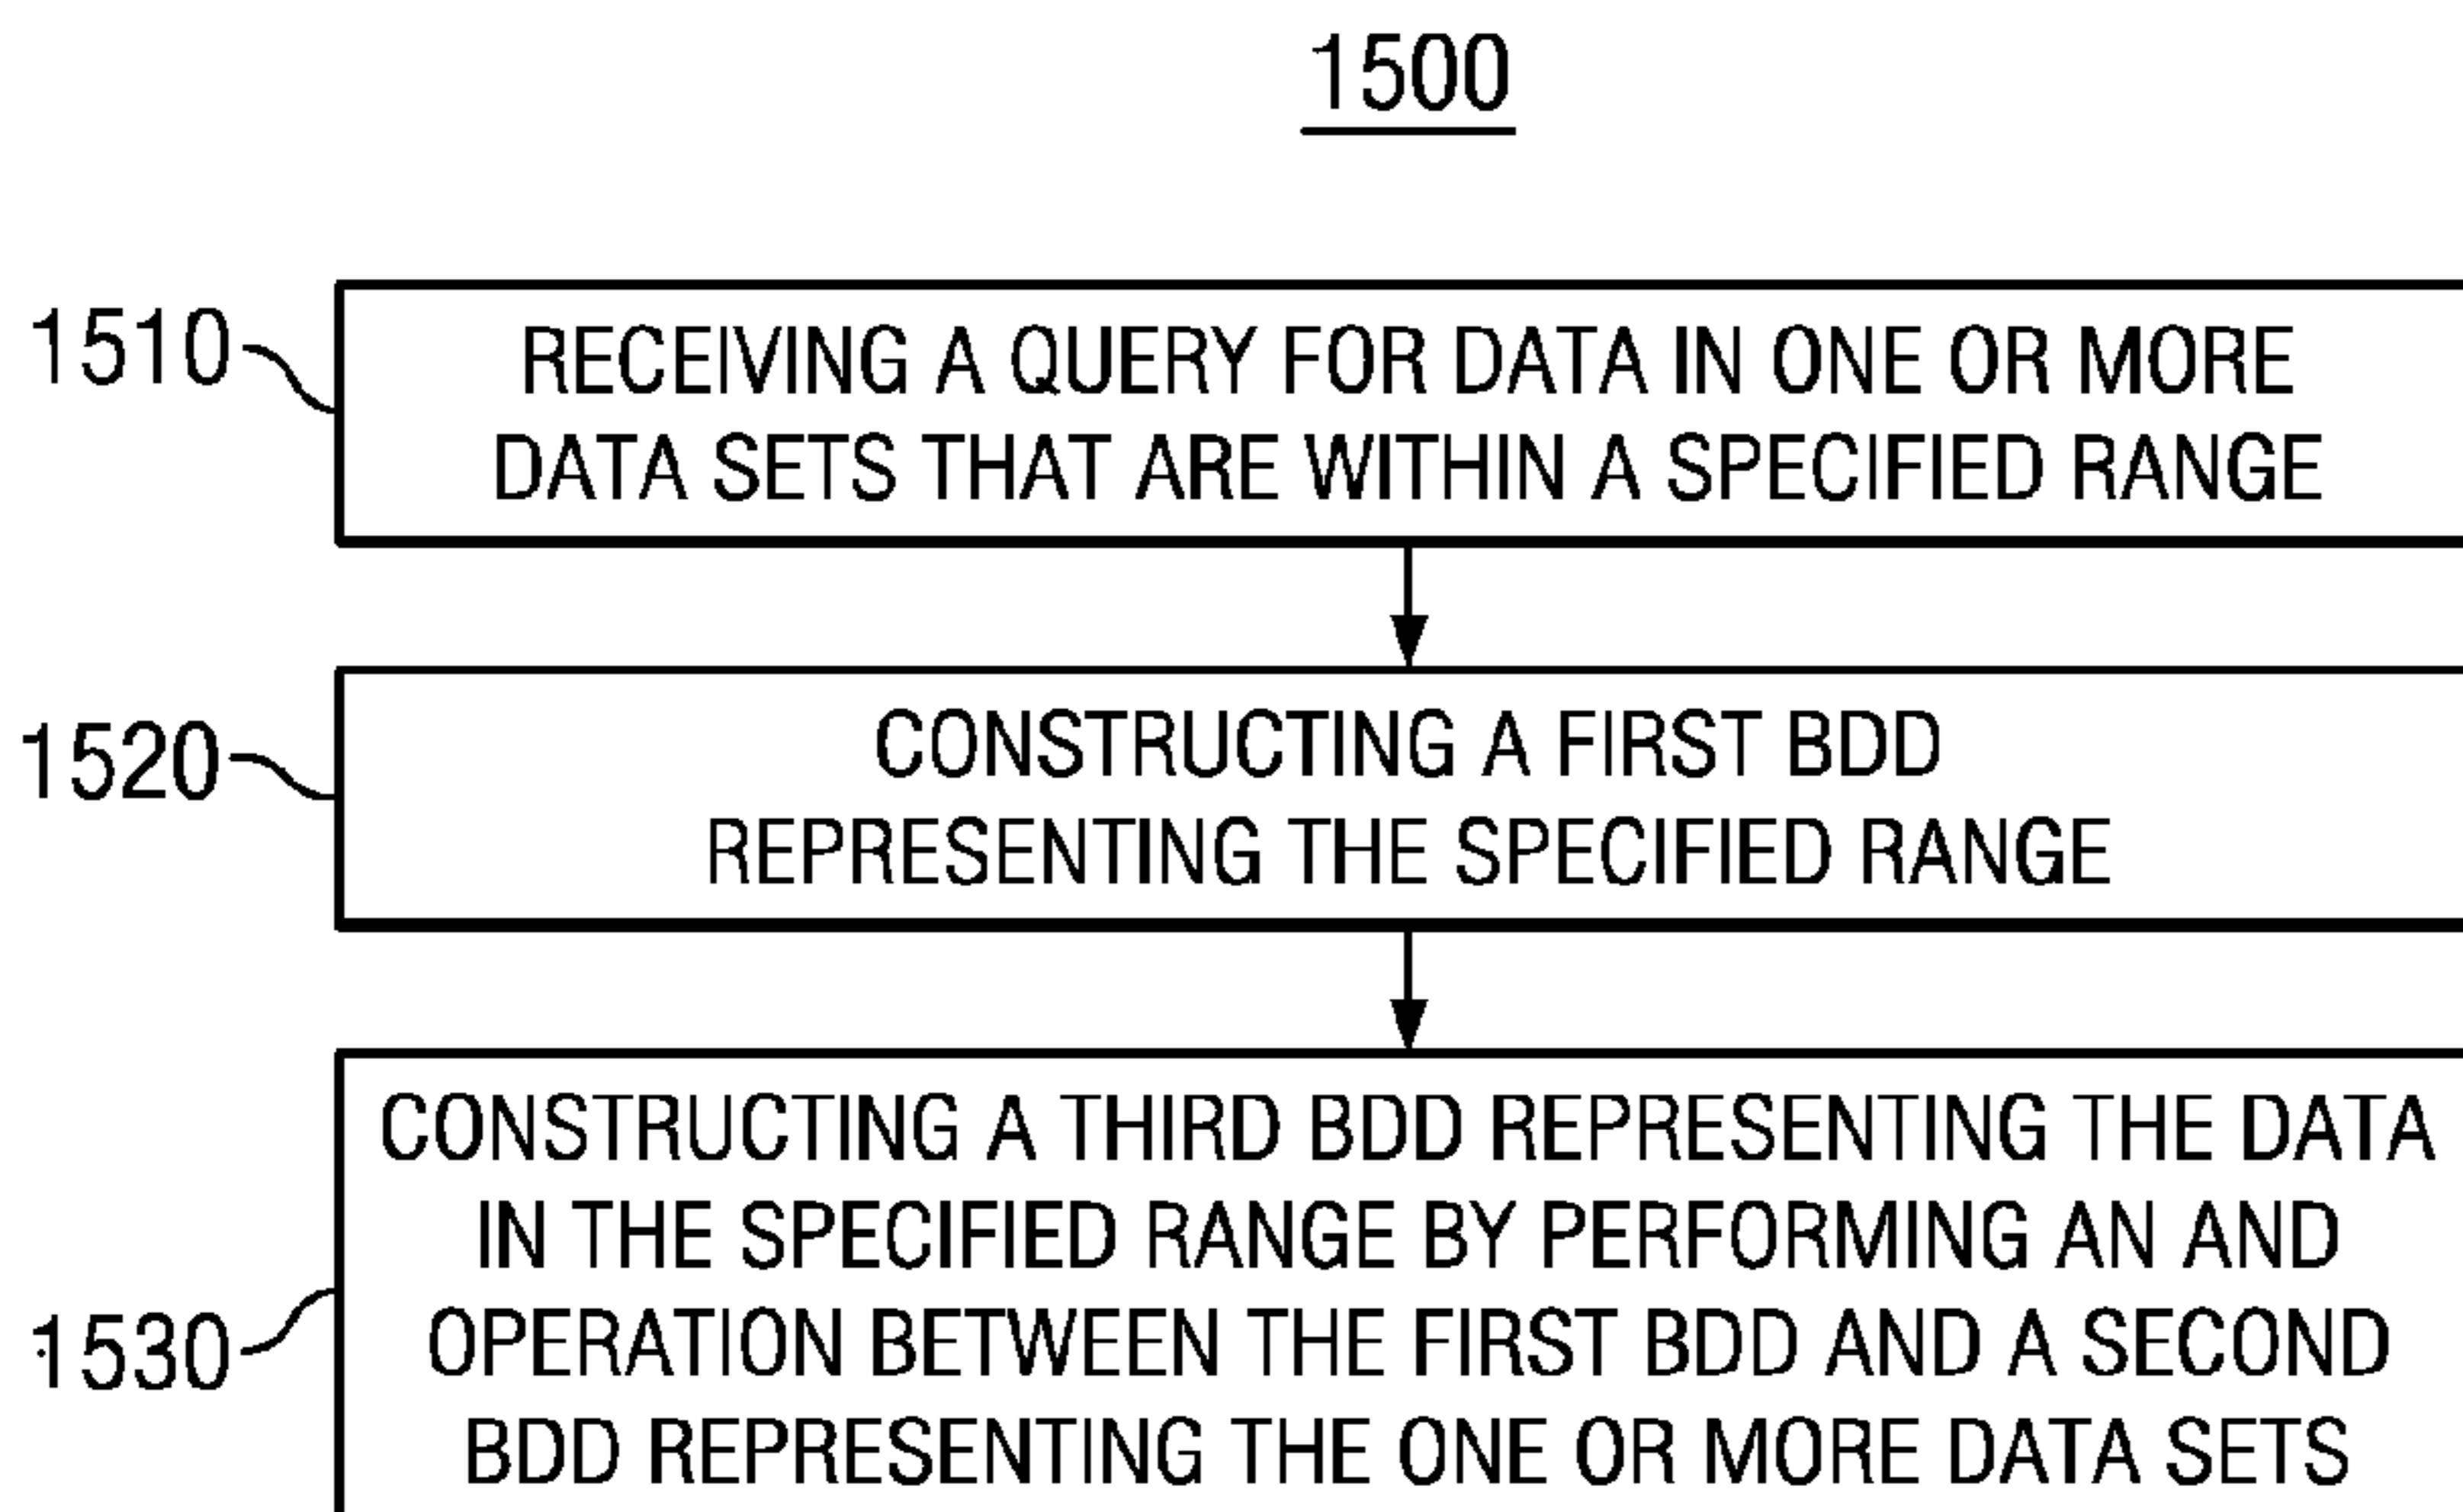 1500
1510
RECEIVING A QUERY FOR DATA IN ONE OR MORE
DATA SETS THAT ARE WITHIN A SPECIFIED RANGE
1520
CONSTRUCTING A FIRST BDD
REPRESENTING THE SPECIFIED RANGE
1530
CONSTRUCTING A THIRD BDD REPRESENTING THE DATA
IN THE SPECIFIED RANGE BY PERFORMING AN AND
OPERATION BETWEEN THE FIRST BDD AND A SECOND
BDD REPRESENTING THE ONE OR MORE DATA SETS